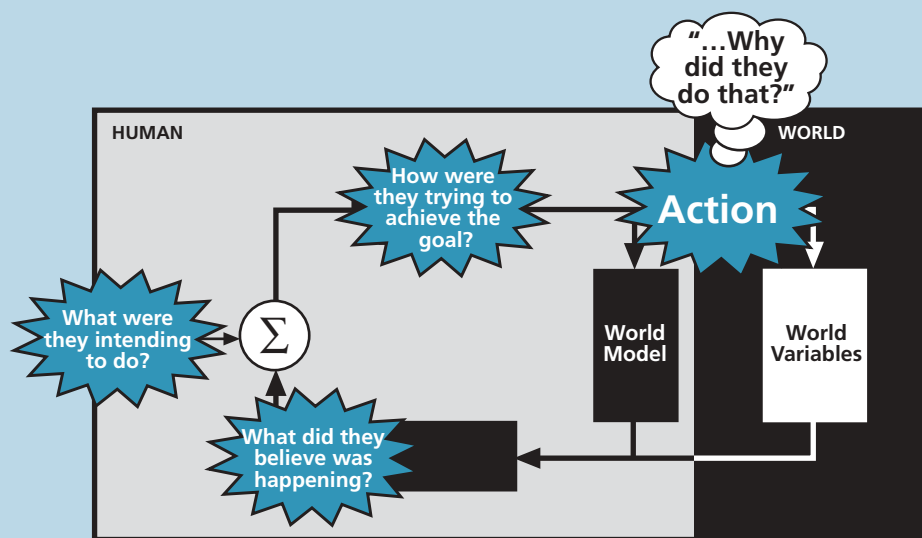 “...Why
did they
do that?”
HUMAN
WORLD
How were
they trying to
achieve the
goal?
Action
What were
they intending
to do?
Σ
World
Model
World
Variables
What did they
believe was
happening?